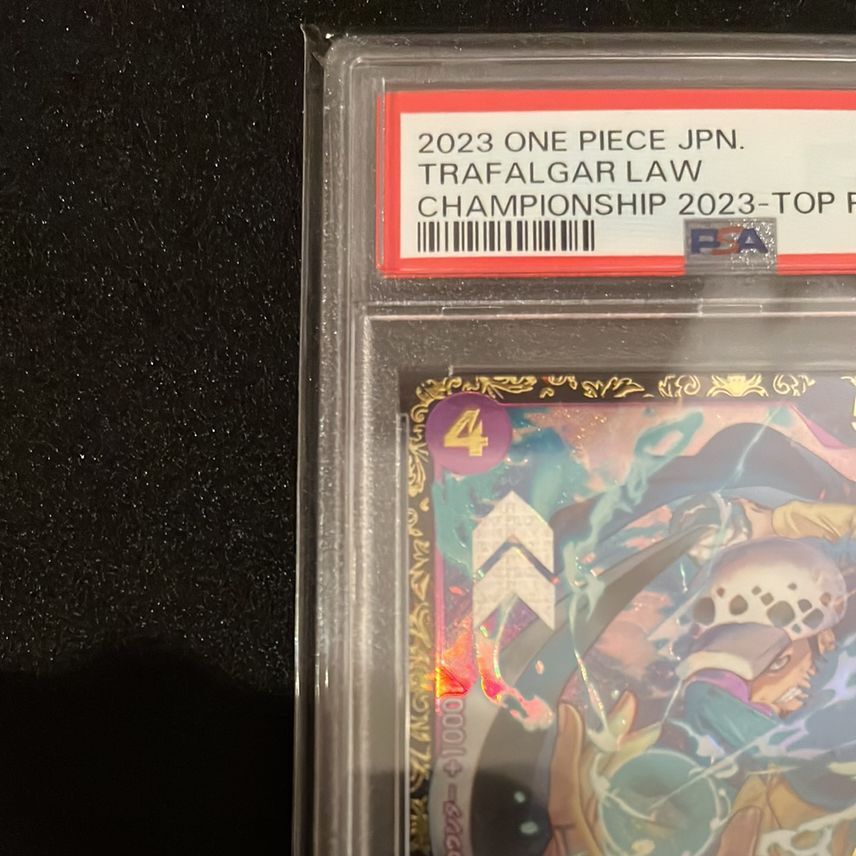 2023 ONE PIECE JPN.
TRAFALGAR LAW
CHAMPIONSHIP 2023-TOP
PSA
4